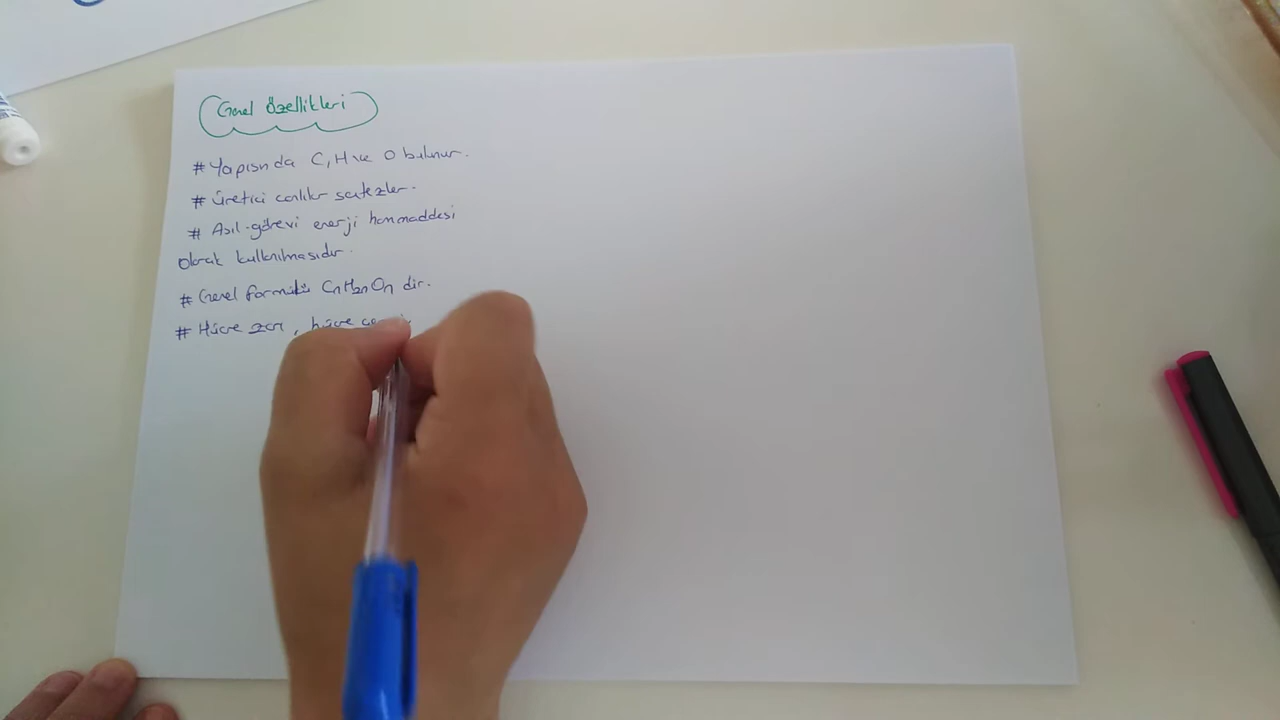 Genel özellikleri
# Yapısında C, H ve O bulunur.
# Üretici canlılar sentezler.
# Asıl görevi enerji hammaddesi
olarak kullanılmasıdır.
# Genel formülü CnH2nOn dir.
# Hücre zarı, hücre